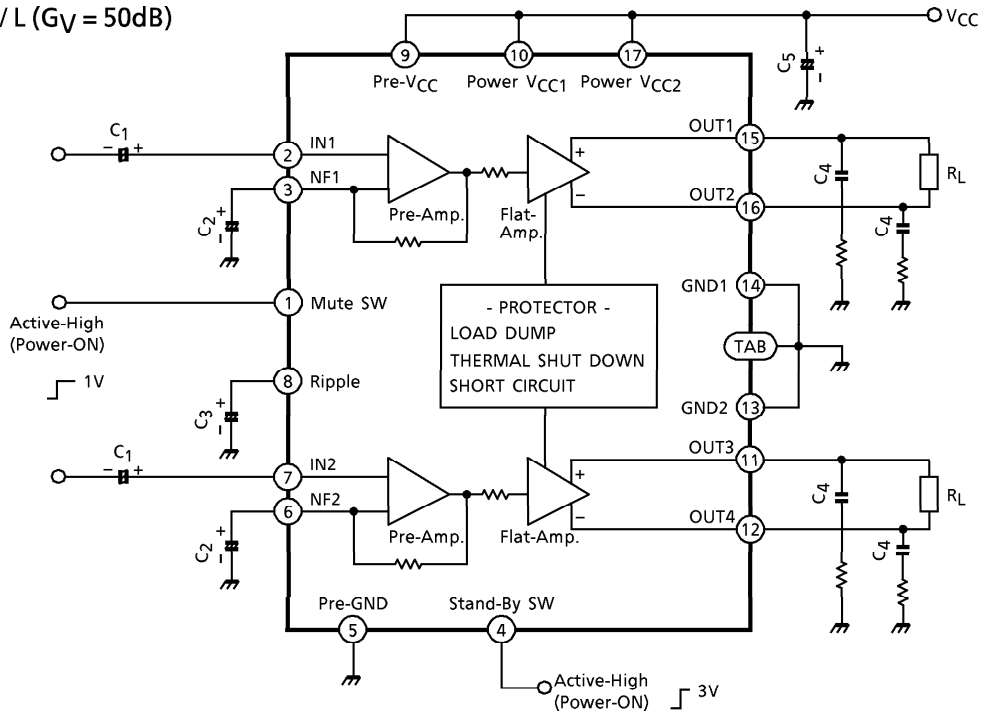 / L (GV = 50dB)
VCC
9
10
17
Pre-VCC
Power VCC1
Power VCC2
C5
+
-
C1
- +
2
IN1
3
NF1
C2
+
-
Pre-Amp.
Flat-
Amp.
+
-
OUT1
15
OUT2
16
C4
C4
RL
1
Mute SW
Active-High
(Power-ON)
1V
- PROTECTOR -
LOAD DUMP
THERMAL SHUT DOWN
SHORT CIRCUIT
GND1
14
TAB
GND2
13
8
Ripple
C3
+
-
C1
- +
7
IN2
6
NF2
C2
+
-
Pre-Amp.
Flat-Amp.
+
-
OUT3
11
OUT4
12
C4
C4
RL
Pre-GND
5
Stand-By SW
4
Active-High
(Power-ON)
3V